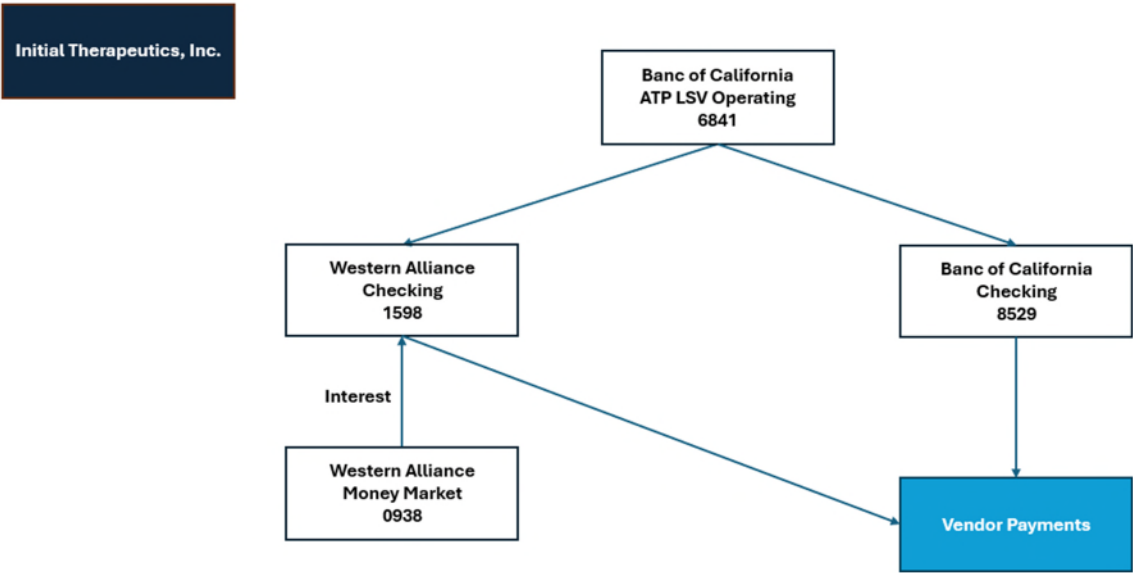 Initial Therapeutics, Inc.
Banc of California
ATP LSV Operating
6841
Western Alliance
Checking
1598
Banc of California
Checking
8529
Interest
Western Alliance
Money Market
0938
Vendor Payments